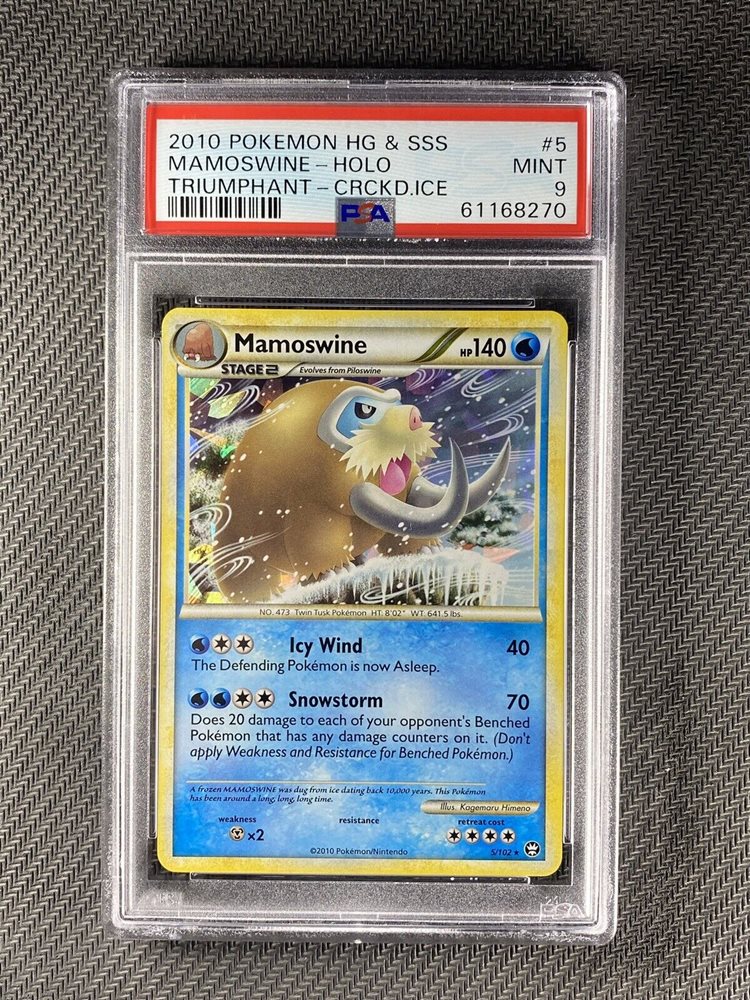 2010 POKEMON HG & SSS #5
MAMOSWINE - HOLO MINT
TRIUMPHANT - CRCKD.ICE 9
PSA 61168270
Mamoswine HP 140
STAGE 2 Evolves from Piloswine
NO. 473 Twin Tusk Pokémon HT: 8'02" WT: 641.5 lbs.
Icy Wind 40
The Defending Pokémon is now Asleep.
Snowstorm 70
Does 20 damage to each of your opponent's Benched
Pokémon that has any damage counters on it. (Don't
apply Weakness and Resistance for Benched Pokémon.)
A frozen MAMOSWINE was dug from ice dating back 10,000 years. This Pokémon
has been around a long, long, long time.
Illus. Kagemaru Himeno
weakness resistance retreat cost
x2
©2010 Pokémon/Nintendo 5/102 ★
PSA